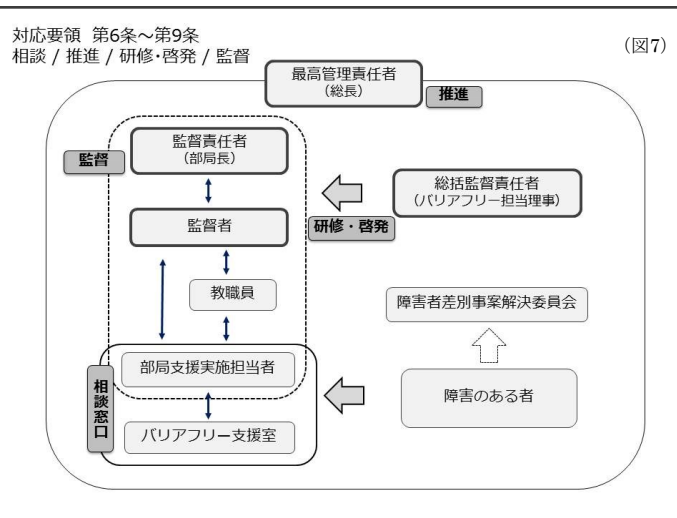 対応要領 第6条～第9条
相談 / 推進 / 研修・啓発 / 監督
（図7）
最高管理責任者
（総長）
推進
監督責任者
（部局長）
監督
総括監督責任者
（バリアフリー担当理事）
監督者
研修・啓発
教職員
障害者差別事案解決委員会
部局支援実施担当者
障害のある者
相談窓口
バリアフリー支援室